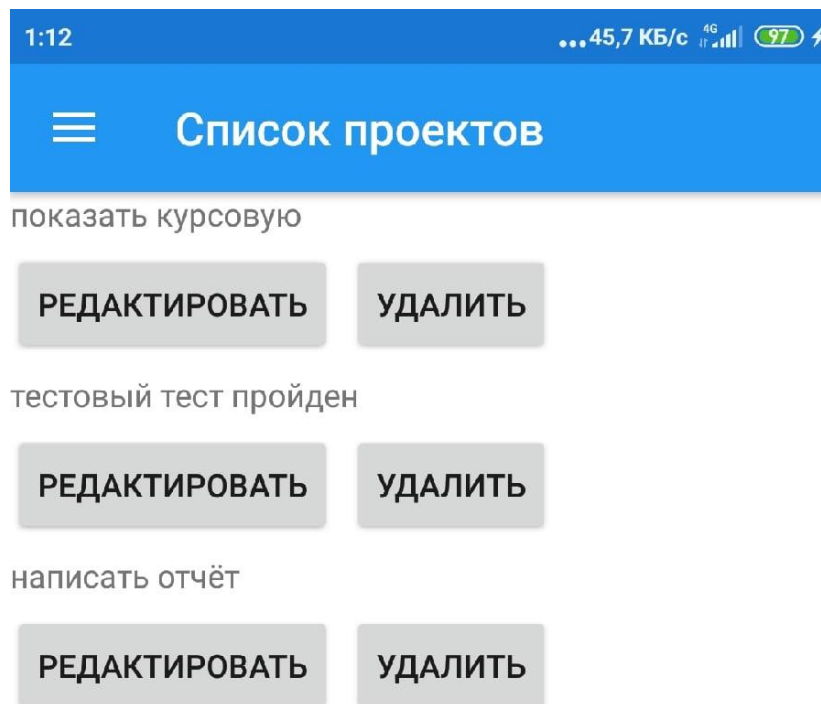 1:12 ...45,7 КБ/с 4G 97
Список проектов
показать курсовую
РЕДАКТИРОВАТЬ УДАЛИТЬ
тестовый тест пройден
РЕДАКТИРОВАТЬ УДАЛИТЬ
написать отчёт
РЕДАКТИРОВАТЬ УДАЛИТЬ